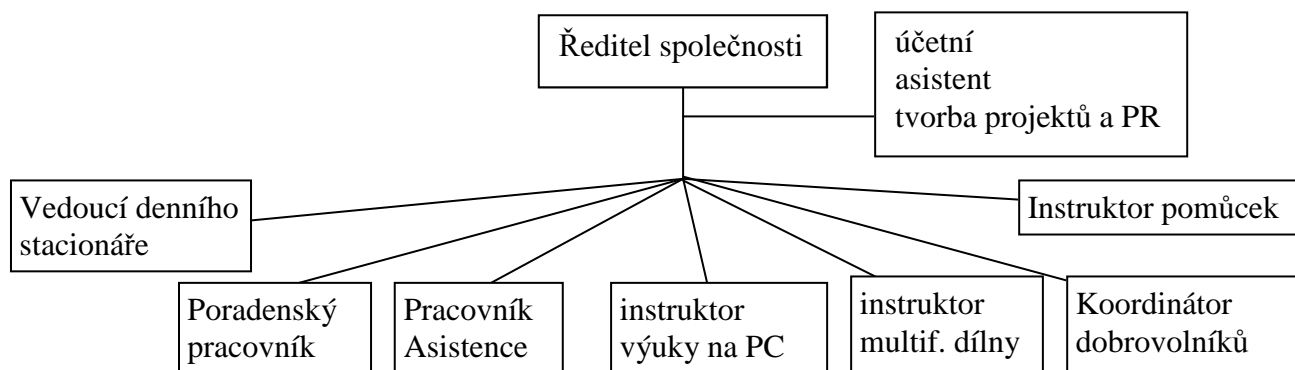 Ředitel společnosti
účetní
asistent
tvorba projektů a PR
Vedoucí denního
stacionáře
Instruktor pomůcek
Poradenský
pracovník
Pracovník
Asistence
instruktor
výuky na PC
instruktor
multif. dílny
Koordinátor
dobrovolníků